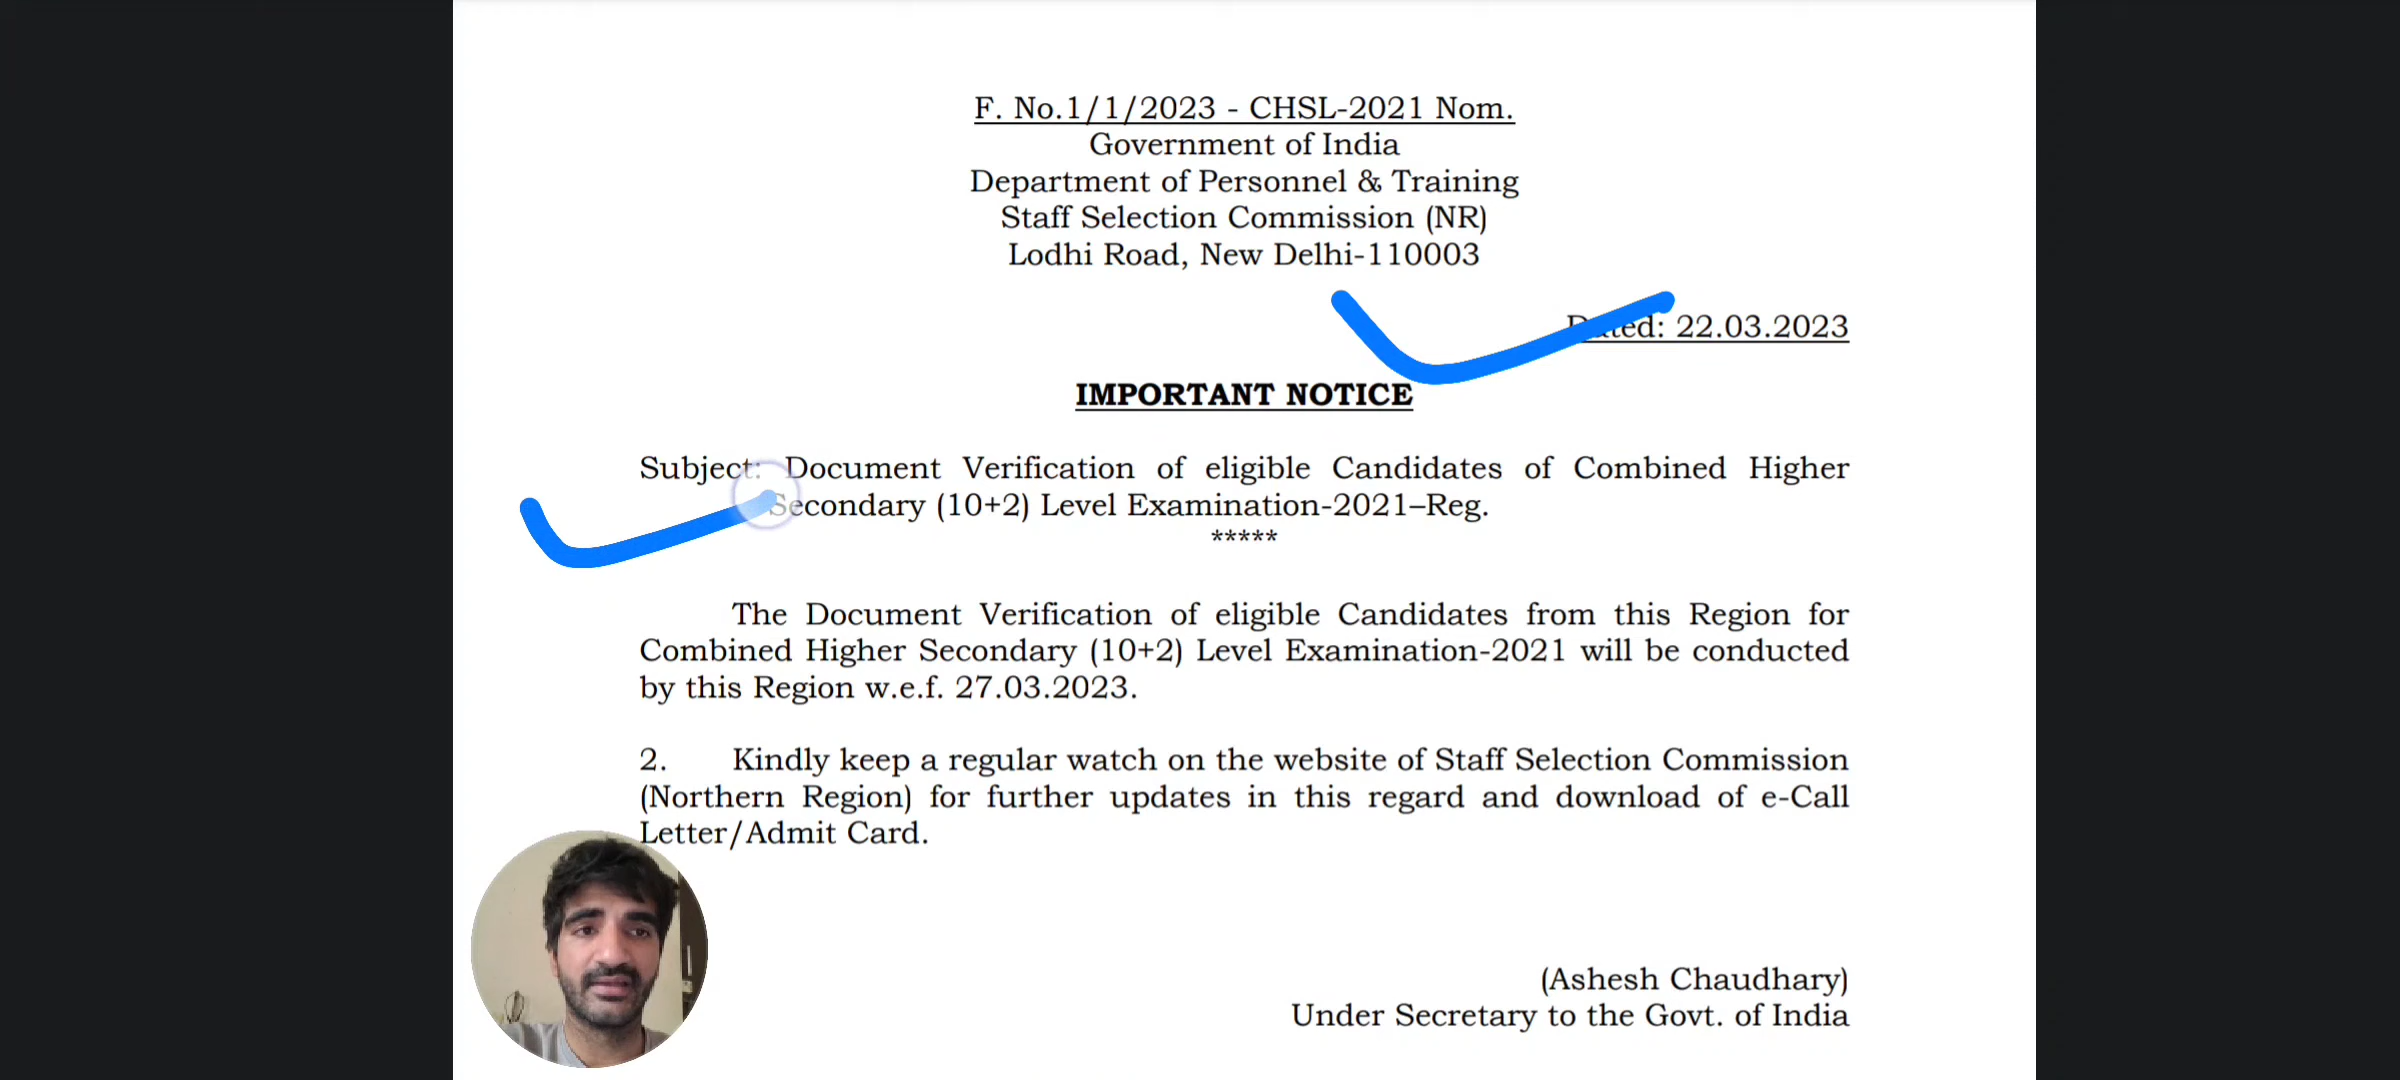 F. No.1/1/2023 - CHSL-2021 Nom.
Government of India
Department of Personnel & Training
Staff Selection Commission (NR)
Lodhi Road, New Delhi-110003
Dated: 22.03.2023
IMPORTANT NOTICE
Subject: Document Verification of eligible Candidates of Combined Higher
Secondary (10+2) Level Examination-2021–Reg.
*****
The Document Verification of eligible Candidates from this Region for
Combined Higher Secondary (10+2) Level Examination-2021 will be conducted
by this Region w.e.f. 27.03.2023.
2. Kindly keep a regular watch on the website of Staff Selection Commission
(Northern Region) for further updates in this regard and download of e-Call
Letter/Admit Card.
(Ashesh Chaudhary)
Under Secretary to the Govt. of India